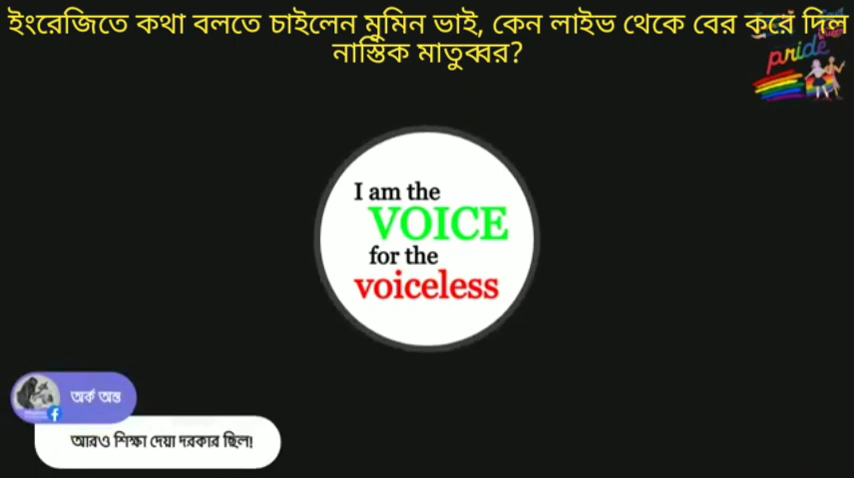 ইংরেজিতে কথা বলতে চাইলেন মুমিন ভাই, কেন লাইভ থেকে বের করে দিল
নাস্তিক মাতুব্বর?
pride
I am the
VOICE
for the
voiceless
অর্ক অন্ত
আরও শিক্ষা দেয়া দরকার ছিল!